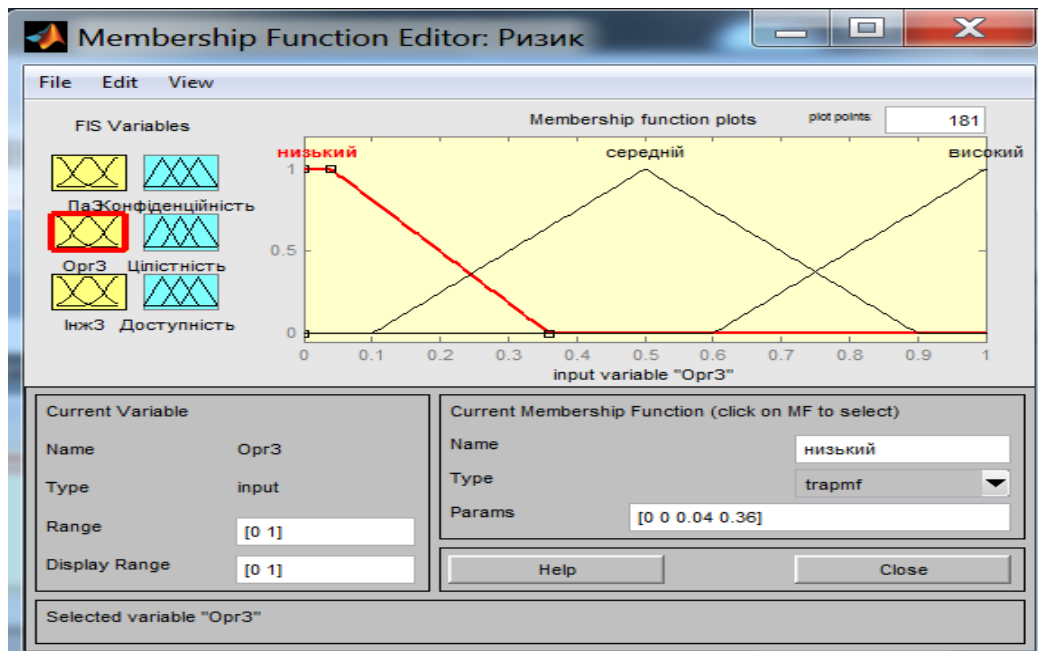 Membership Function Editor: Ризик
File Edit View
FIS Variables
Membership function plots
plot points:
181
низький
середній
високий
ПаЗ
Конфіденційність
ОргЗ
Цілістність
ІнжЗ
Доступність
1
0.5
0
0 0.1 0.2 0.3 0.4 0.5 0.6 0.7 0.8 0.9 1
input variable "ОргЗ"
Current Variable
Name
ОргЗ
Type
input
Range
[0 1]
Display Range
[0 1]
Current Membership Function (click on MF to select)
Name
низький
Type
trapmf
Params
[0 0 0.04 0.36]
Help
Close
Selected variable "ОргЗ"